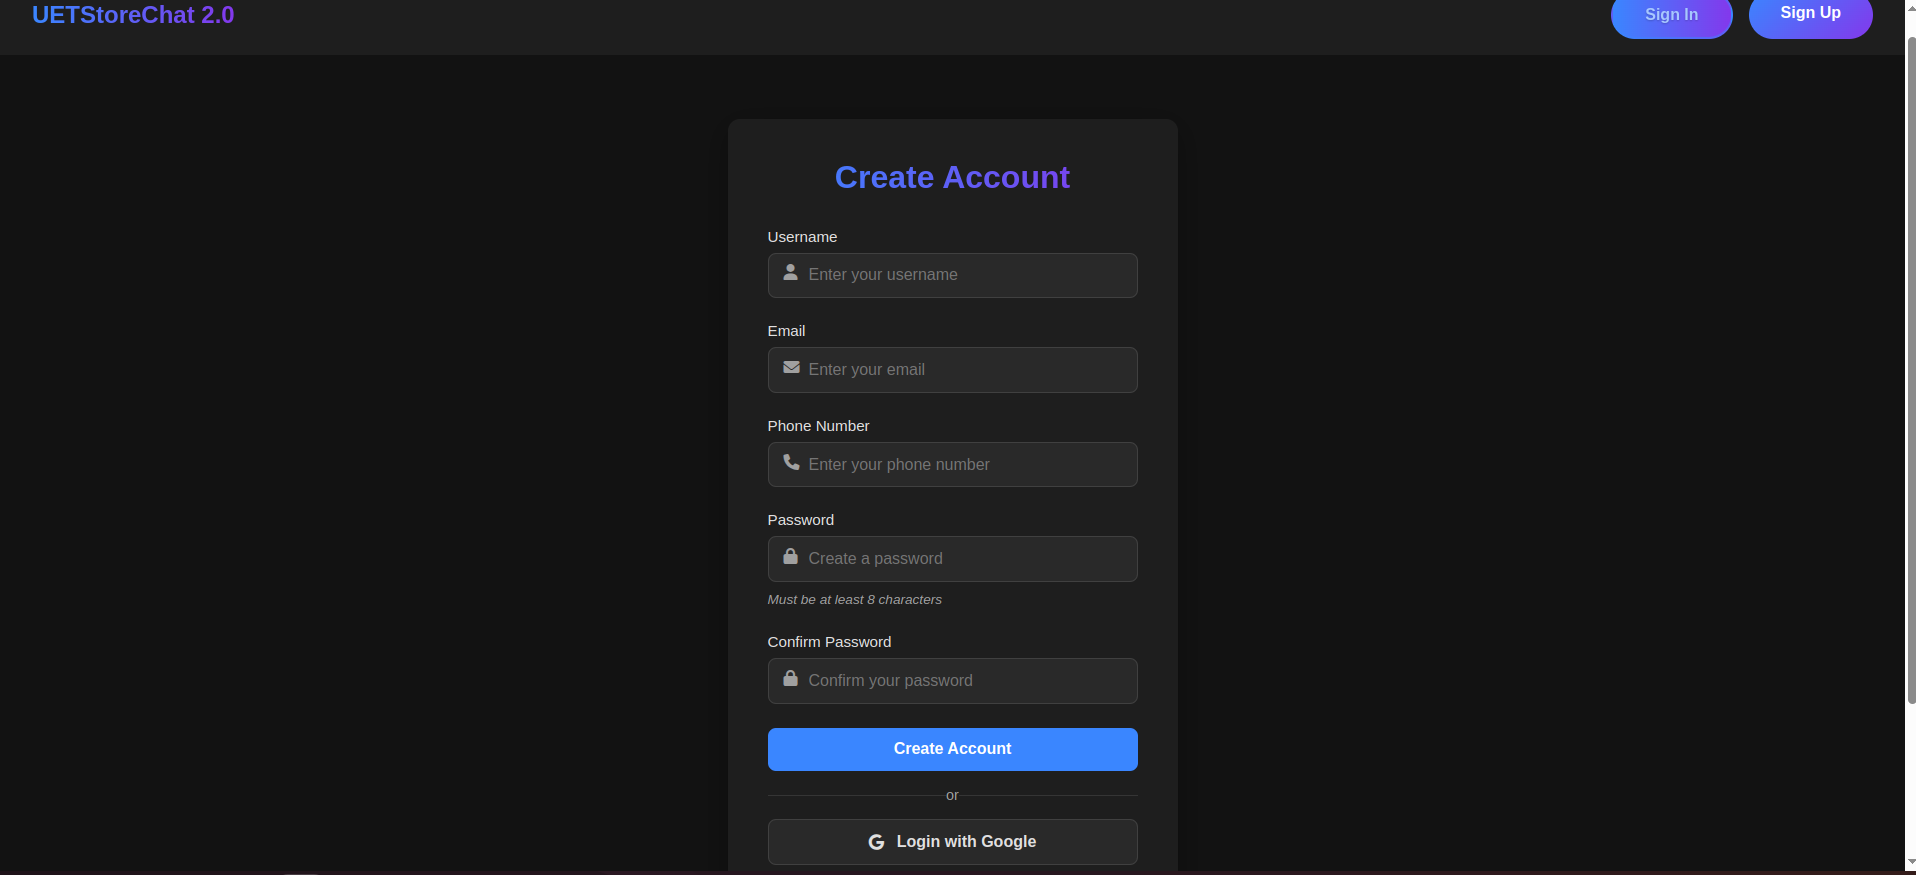 UETStoreChat 2.0
Sign In
Sign Up
Create Account
Username
Enter your username
Email
Enter your email
Phone Number
Enter your phone number
Password
Create a password
Must be at least 8 characters
Confirm Password
Confirm your password
Create Account
or
Login with Google